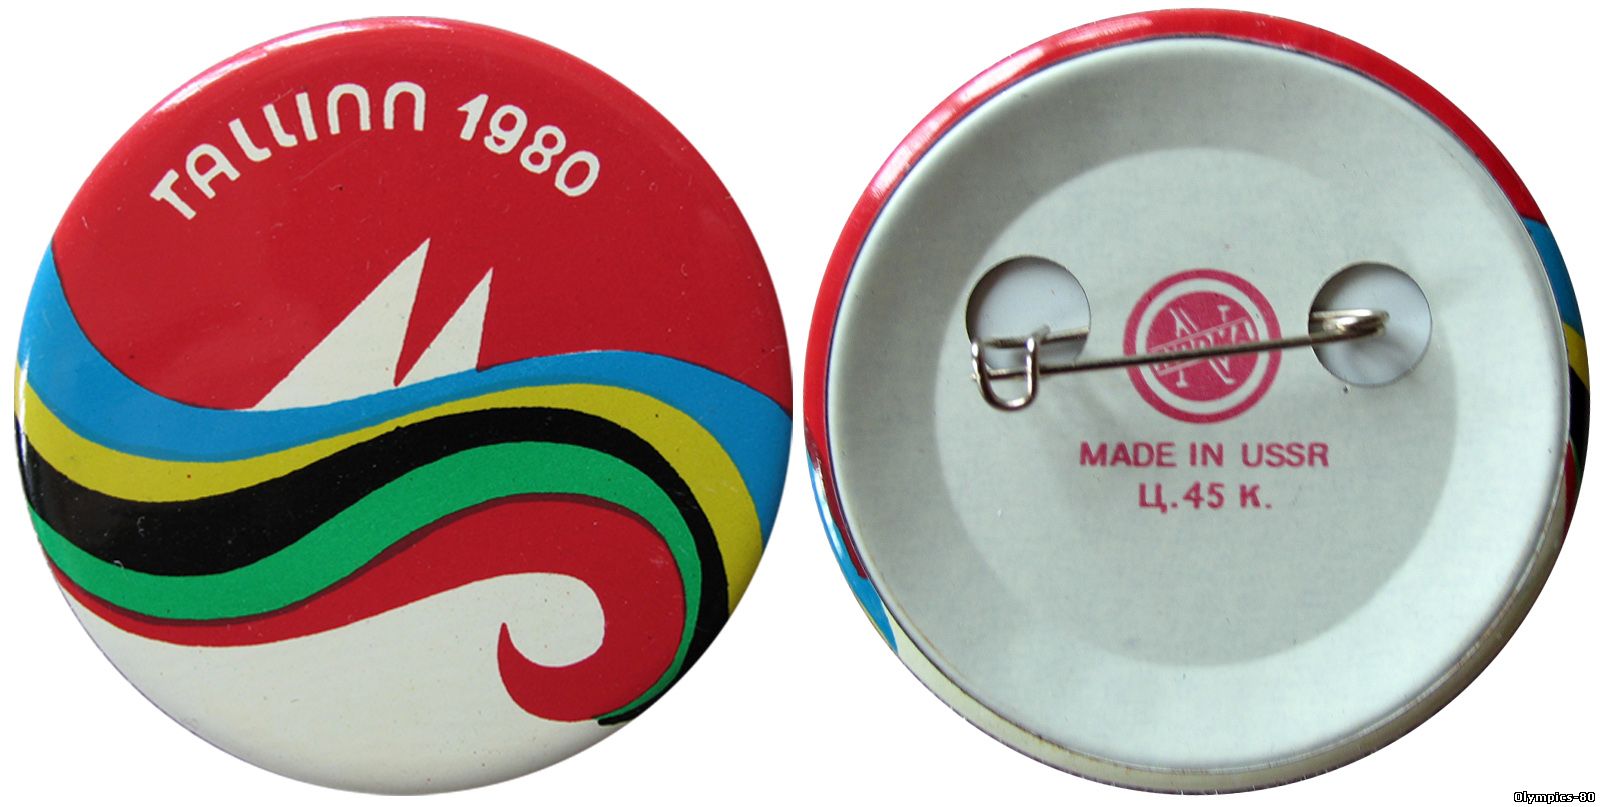 TALLINN 1980
NORMA
MADE IN USSR
Ц.45 К.
Olympics-80